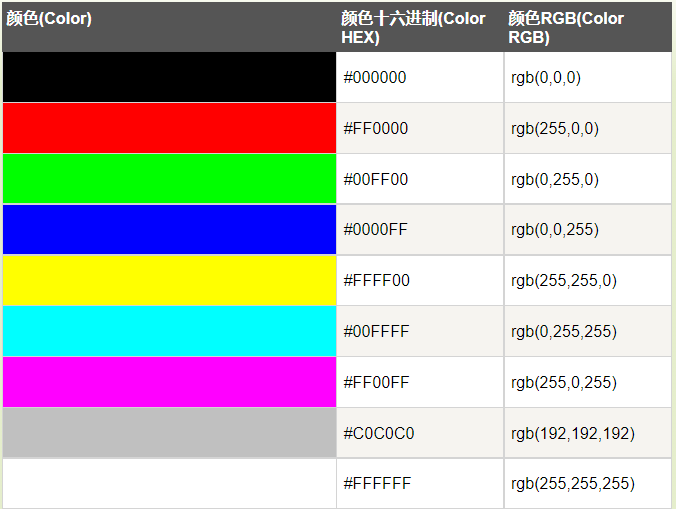 颜色(Color)
颜色十六进制(Color
HEX)
颜色RGB(Color
RGB)
#000000
rgb(0,0,0)
#FF0000
rgb(255,0,0)
#00FF00
rgb(0,255,0)
#0000FF
rgb(0,0,255)
#FFFF00
rgb(255,255,0)
#00FFFF
rgb(0,255,255)
#FF00FF
rgb(255,0,255)
#C0C0C0
rgb(192,192,192)
#FFFFFF
rgb(255,255,255)